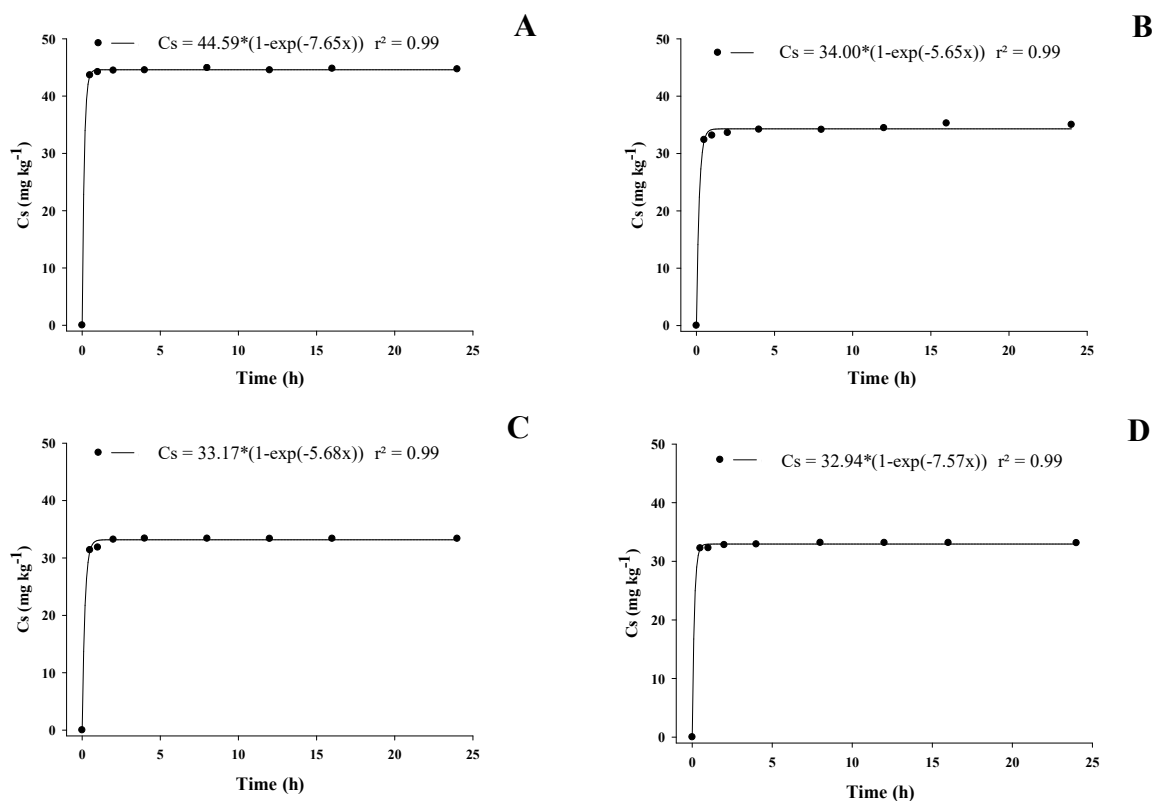 A
Cs = 44.59*(1-exp(-7.65x)) r² = 0.99
50
40
30
20
10
0
Cs (mg kg⁻¹)
0 5 10 15 20 25
Time (h)
B
Cs = 34.00*(1-exp(-5.65x)) r² = 0.99
50
40
30
20
10
0
Cs (mg kg⁻¹)
0 5 10 15 20 25
Time (h)
C
Cs = 33.17*(1-exp(-5.68x)) r² = 0.99
50
40
30
20
10
0
Cs (mg kg⁻¹)
0 5 10 15 20 25
Time (h)
D
Cs = 32.94*(1-exp(-7.57x)) r² = 0.99
50
40
30
20
10
0
Cs (mg kg⁻¹)
0 5 10 15 20 25
Time (h)